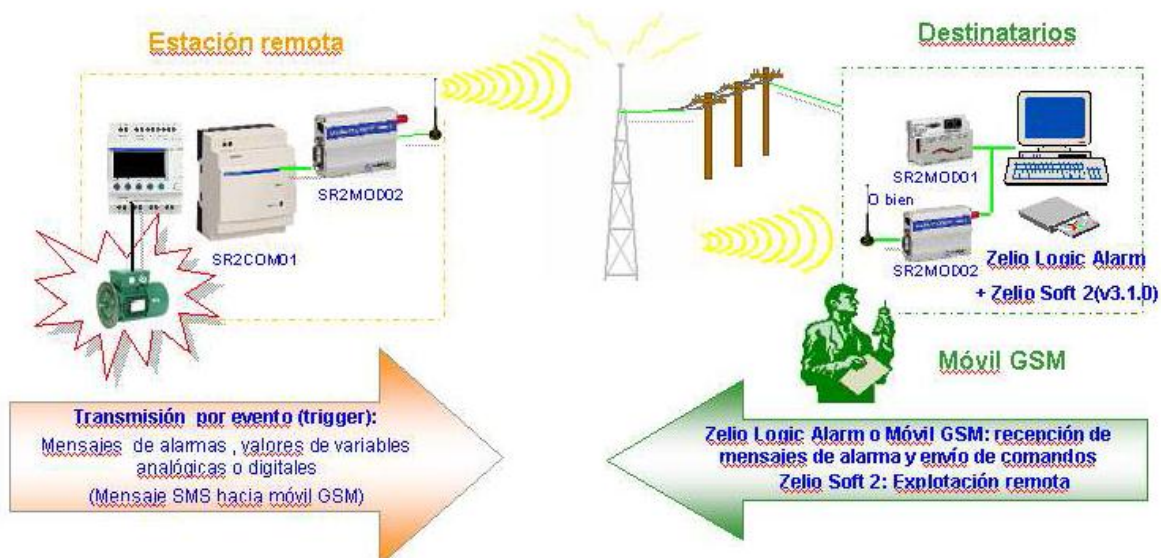 Estación remota
Destinatarios
SR2MOD02
SR2COM01
SR2MOD01
O bien
SR2MOD02
Zelio Logic Alarm
+ Zelio Soft 2(v3.1.0)
Móvil GSM
Transmisión por evento (trigger):
Mensajes de alarmas , valores de variables
analógicas o digitales
(Mensaje SMS hacia móvil GSM)
Zelio Logic Alarm o Móvil GSM: recención de
mensajes de alarma y envío de comandos
Zelio Soft 2: Explotación remota